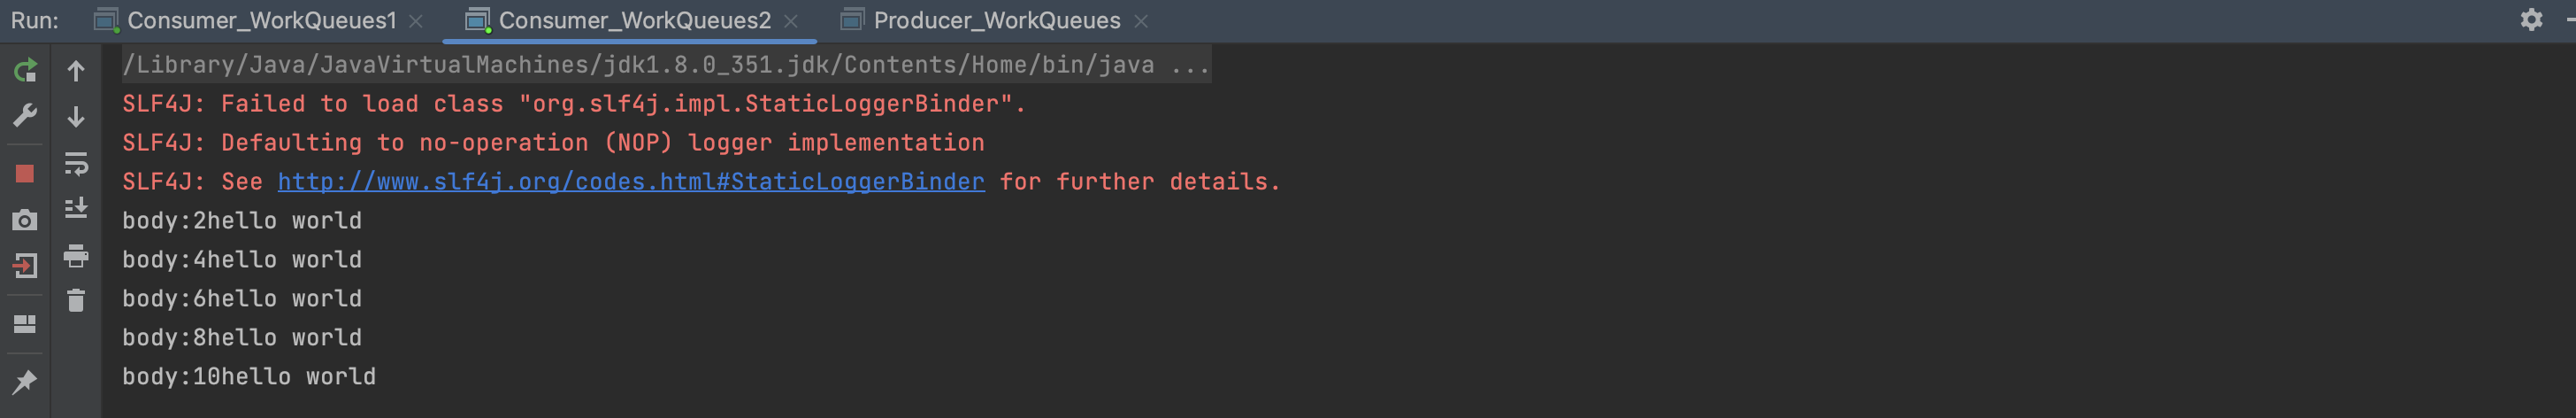 Run: Consumer_WorkQueues1 Consumer_WorkQueues2 Producer_WorkQueues
/Library/Java/JavaVirtualMachines/jdk1.8.0_351.jdk/Contents/Home/bin/java ...
SLF4J: Failed to load class "org.slf4j.impl.StaticLoggerBinder".
SLF4J: Defaulting to no-operation (NOP) logger implementation
SLF4J: See http://www.slf4j.org/codes.html#StaticLoggerBinder for further details.
body:2hello world
body:4hello world
body:6hello world
body:8hello world
body:10hello world